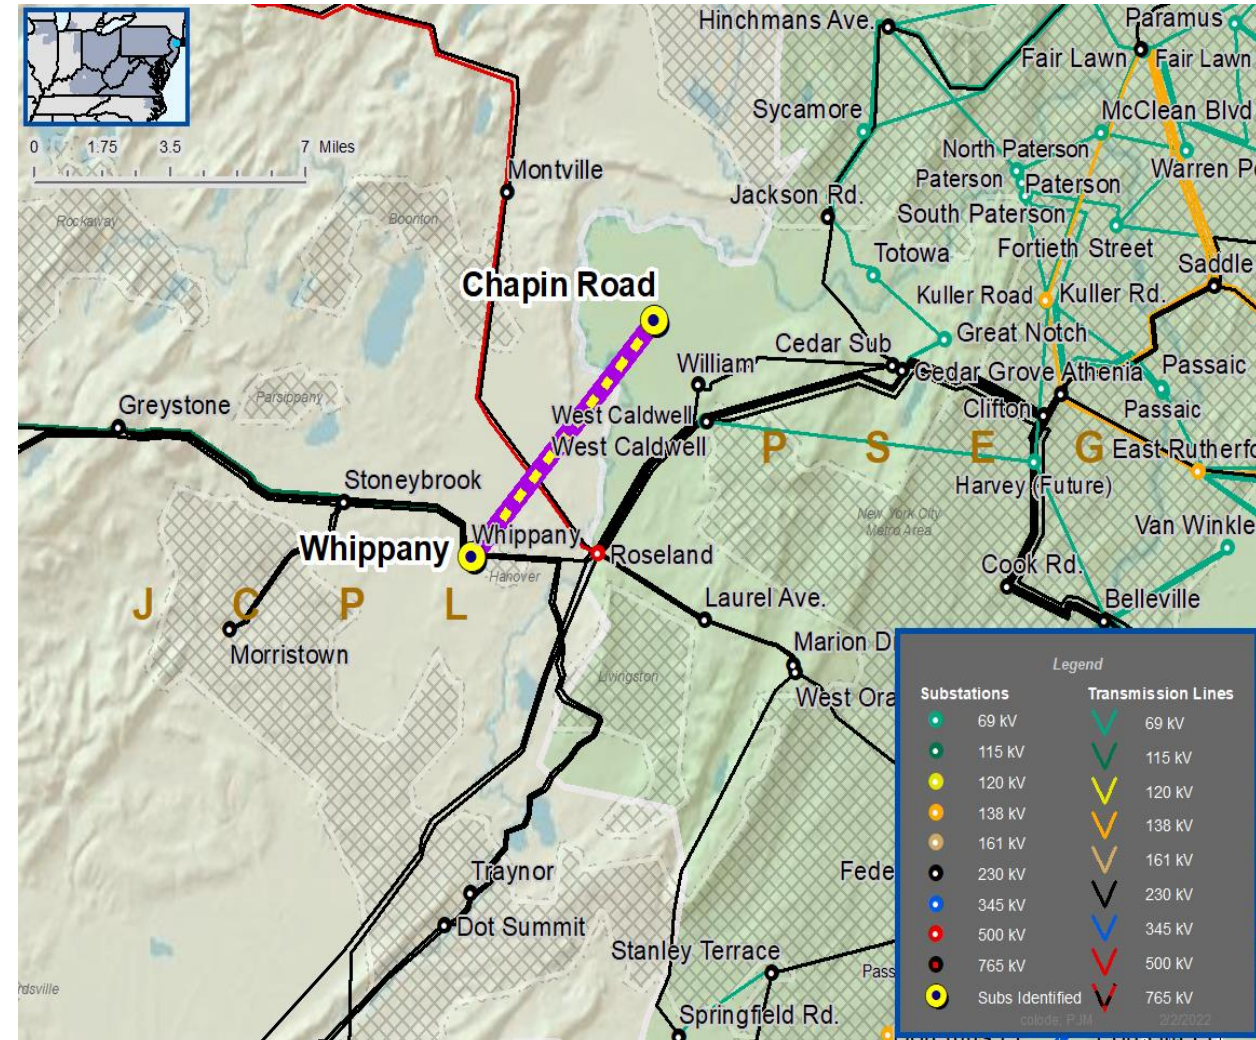 Hinchmans Ave.
Paramus
Fair Lawn
Fair Lawn
0 1.75 3.5 7 Miles
Sycamore
McClean Blvd
North Paterson
Warren
Montville
Paterson
Paterson
Jackson Rd.
South Paterson
Rockaway
Boonton
Fortieth Street
Totowa
Saddle
Chapin Road
Kuller Road
Kuller Rd.
Great Notch
Cedar Sub
William
Cedar Grove
Athenia
Passaic
Parsippany
Greystone
West Caldwell
Clifton
Passaic
West Caldwell
P S E G
East Rutherfo
Stoneybrook
Harvey (Future)
New York City
Metro Area
Van Winkle
Whippany
Whippany
Roseland
Hanover
Cook Rd.
J C P L
Laurel Ave.
Belleville
Morristown
Marion D
Livingston
West Ora
Legend
Substations Transmission Lines
69 kV 69 kV
115 kV 115 kV
120 kV 120 kV
138 kV 138 kV
161 kV 161 kV
230 kV 230 kV
345 kV 345 kV
500 kV 500 kV
765 kV 765 kV
Subs Identified
colode, PJM 2/2/2022
Traynor
Fede
Dot Summit
Stanley Terrace
Pass
rdsville
Springfield Rd.